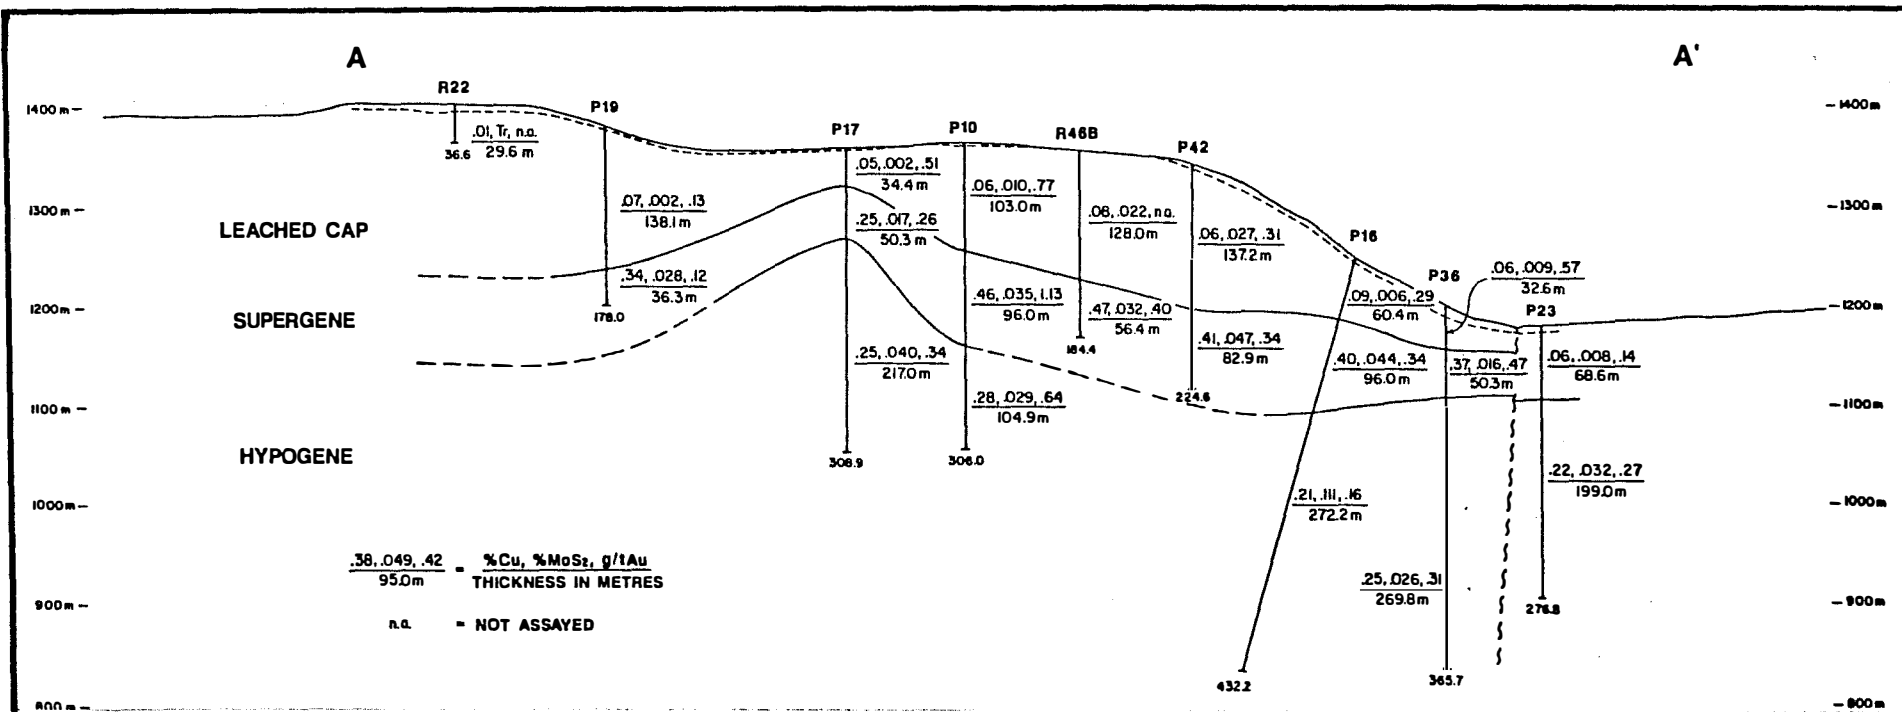 A
A'
R22
P19
P17
P10
R46B
P42
P16
P36
P23
1400m
1300m
1200m
1100m
1000m
900m
800m
1400m
1300m
1200m
1100m
1000m
900m
800m
LEACHED CAP
SUPERGENE
HYPOGENE
.01, Tr, n.a.
29.6 m
36.6
.07, .002, .13
138.1m
.34, .028, .12
36.3m
178.0
.05, .002, .51
34.4m
.25, .017, .26
50.3m
.25, .040, .34
217.0m
308.9
.06, .010, .77
103.0m
.46, .035, 1.13
96.0m
.28, .029, .64
104.9m
306.0
.08, .022, n.a.
128.0m
.47, .032, .40
56.4m
184.4
.06, .027, .31
137.2m
.41, .047, .34
82.9m
224.6
.09, .006, .29
60.4m
.40, .044, .34
96.0m
.21, .111, .16
272.2m
432.2
.06, .009, .57
32.6m
.37, .016, .47
50.3m
.25, .026, .31
269.8m
365.7
.06, .008, .14
68.6m
.22, .032, .27
199.0m
276.8
.38, .049, .42 = %Cu, %MoS₂, g/tAu
95.0m THICKNESS IN METRES
n.a. = NOT ASSAYED